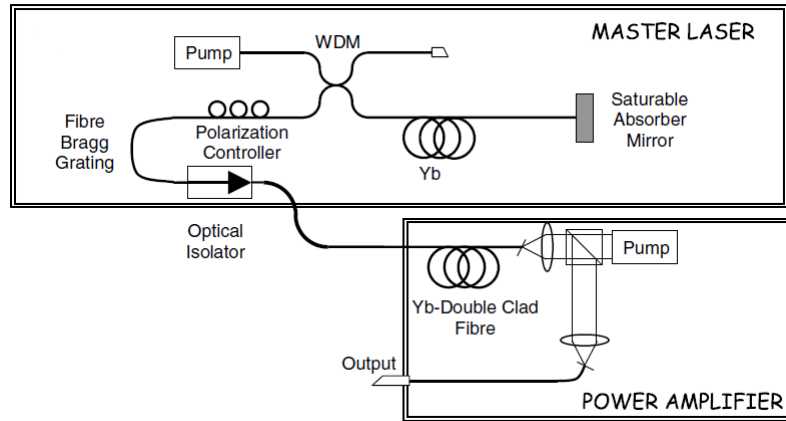 MASTER LASER
WDM
Pump
Saturable
Absorber
Mirror
Fibre
Bragg
Grating
Polarization
Controller
Yb
Optical
Isolator
Pump
Yb-Double Clad
Fibre
Output
POWER AMPLIFIER